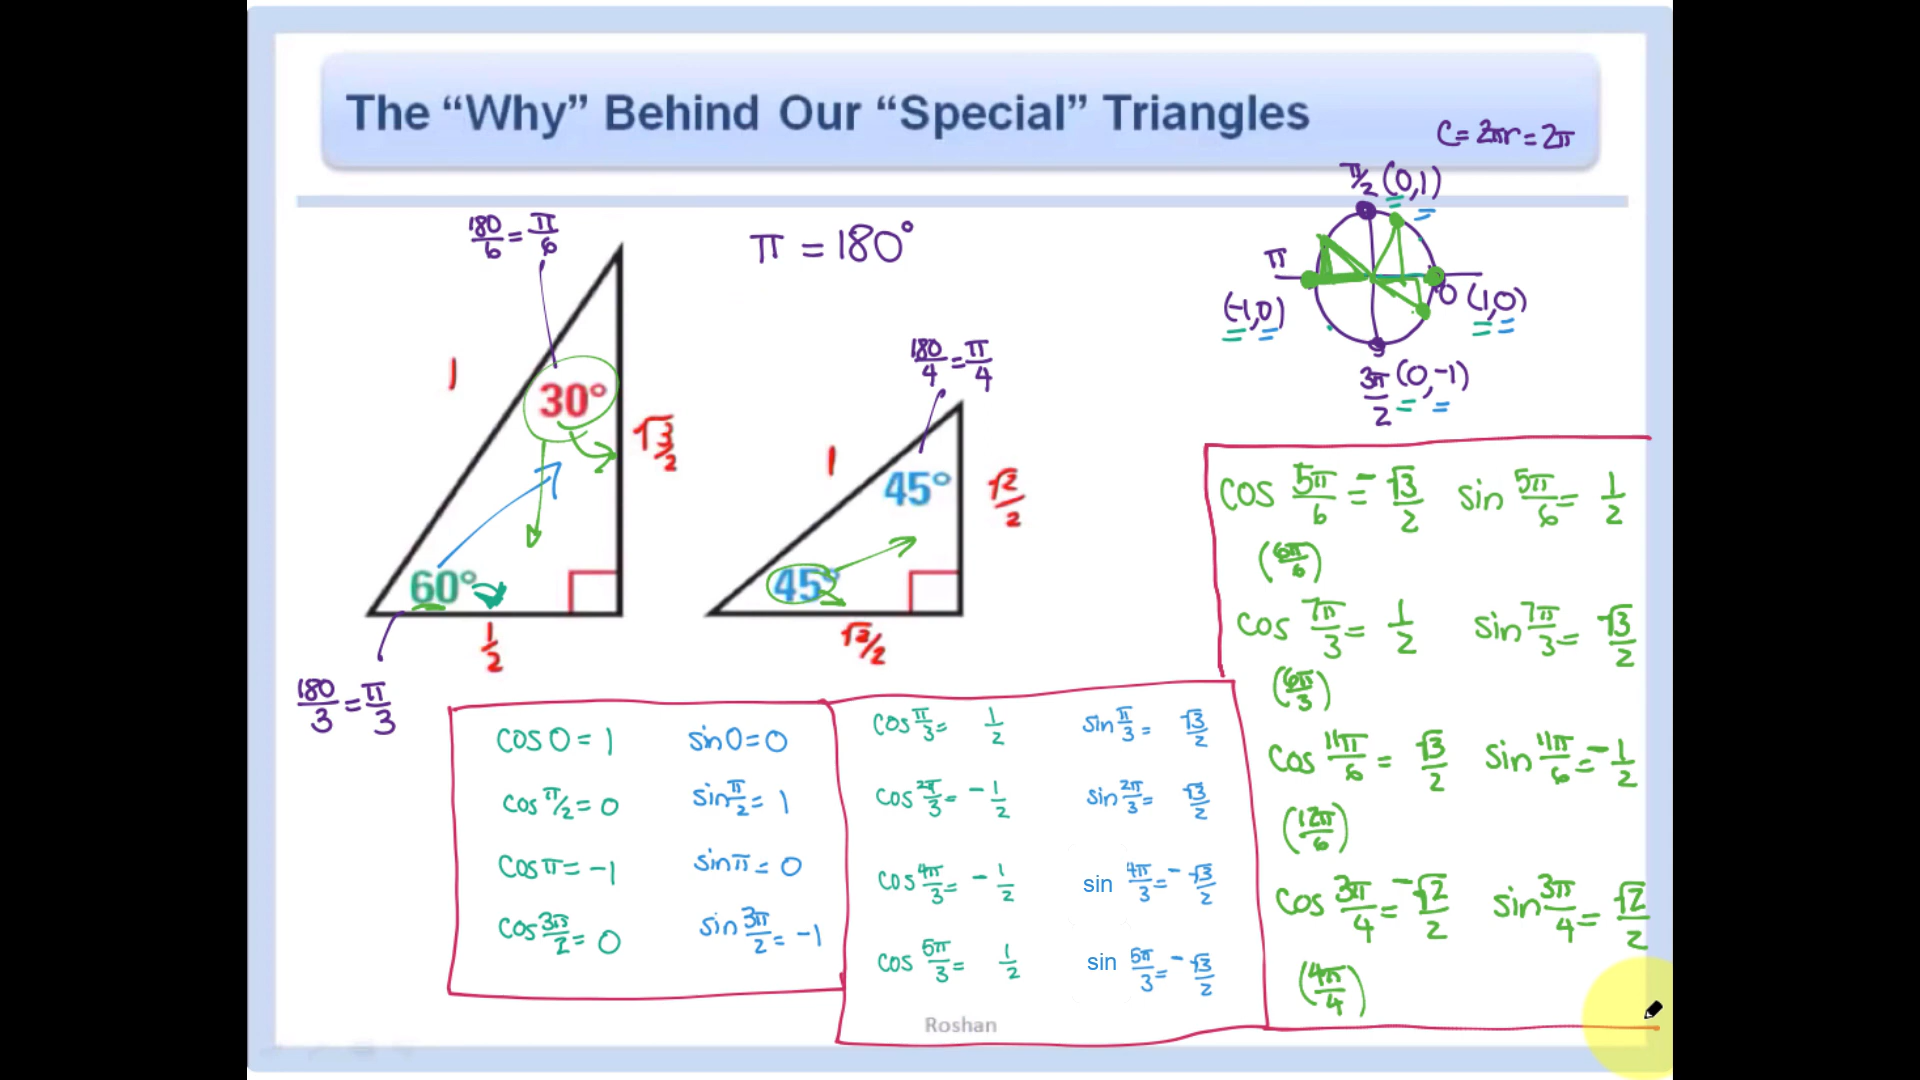 The “Why” Behind Our “Special” Triangles
C = 2πr = 2π
π/2 (0,1)
π
(-1,0)
0 (1,0)
3π/2 (0,-1)
180/6 = π/6
π = 180°
1
30°
√3/2
60°
1/2
180/3 = π/3
180/4 = π/4
1
45°
√2/2
45°
√2/2
cos 0 = 1 sin 0 = 0
cos π/2 = 0 sin π/2 = 1
cos π = -1 sin π = 0
cos 3π/2 = 0 sin 3π/2 = -1
cos π/3 = 1/2 sin π/3 = √3/2
cos 2π/3 = -1/2 sin 2π/3 = √3/2
cos 4π/3 = -1/2 sin 4π/3 = -√3/2
cos 5π/3 = 1/2 sin 5π/3 = -√3/2
cos 5π/6 = -√3/2 sin 5π/6 = 1/2
(6π/6)
cos 7π/3 = 1/2 sin 7π/3 = √3/2
(6π/3)
cos 11π/6 = √3/2 sin 11π/6 = -1/2
(12π/6)
cos 3π/4 = -√2/2 sin 3π/4 = √2/2
(4π/4)
Roshan